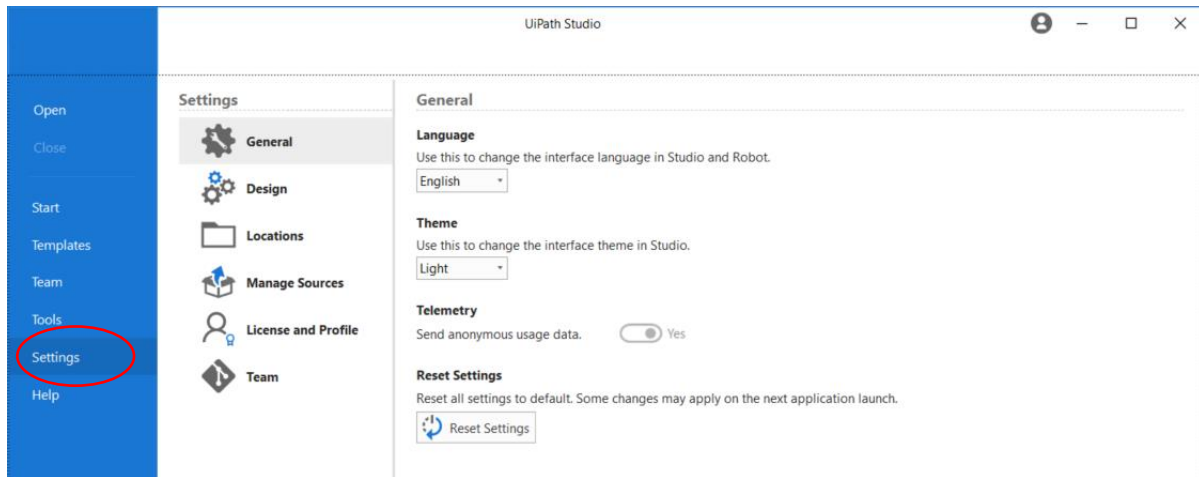 UiPath Studio
Open
Close
Start
Templates
Team
Tools
Settings
Help
Settings
General
Design
Locations
Manage Sources
License and Profile
Team
General
Language
Use this to change the interface language in Studio and Robot.
English
Theme
Use this to change the interface theme in Studio.
Light
Telemetry
Send anonymous usage data. Yes
Reset Settings
Reset all settings to default. Some changes may apply on the next application launch.
Reset Settings